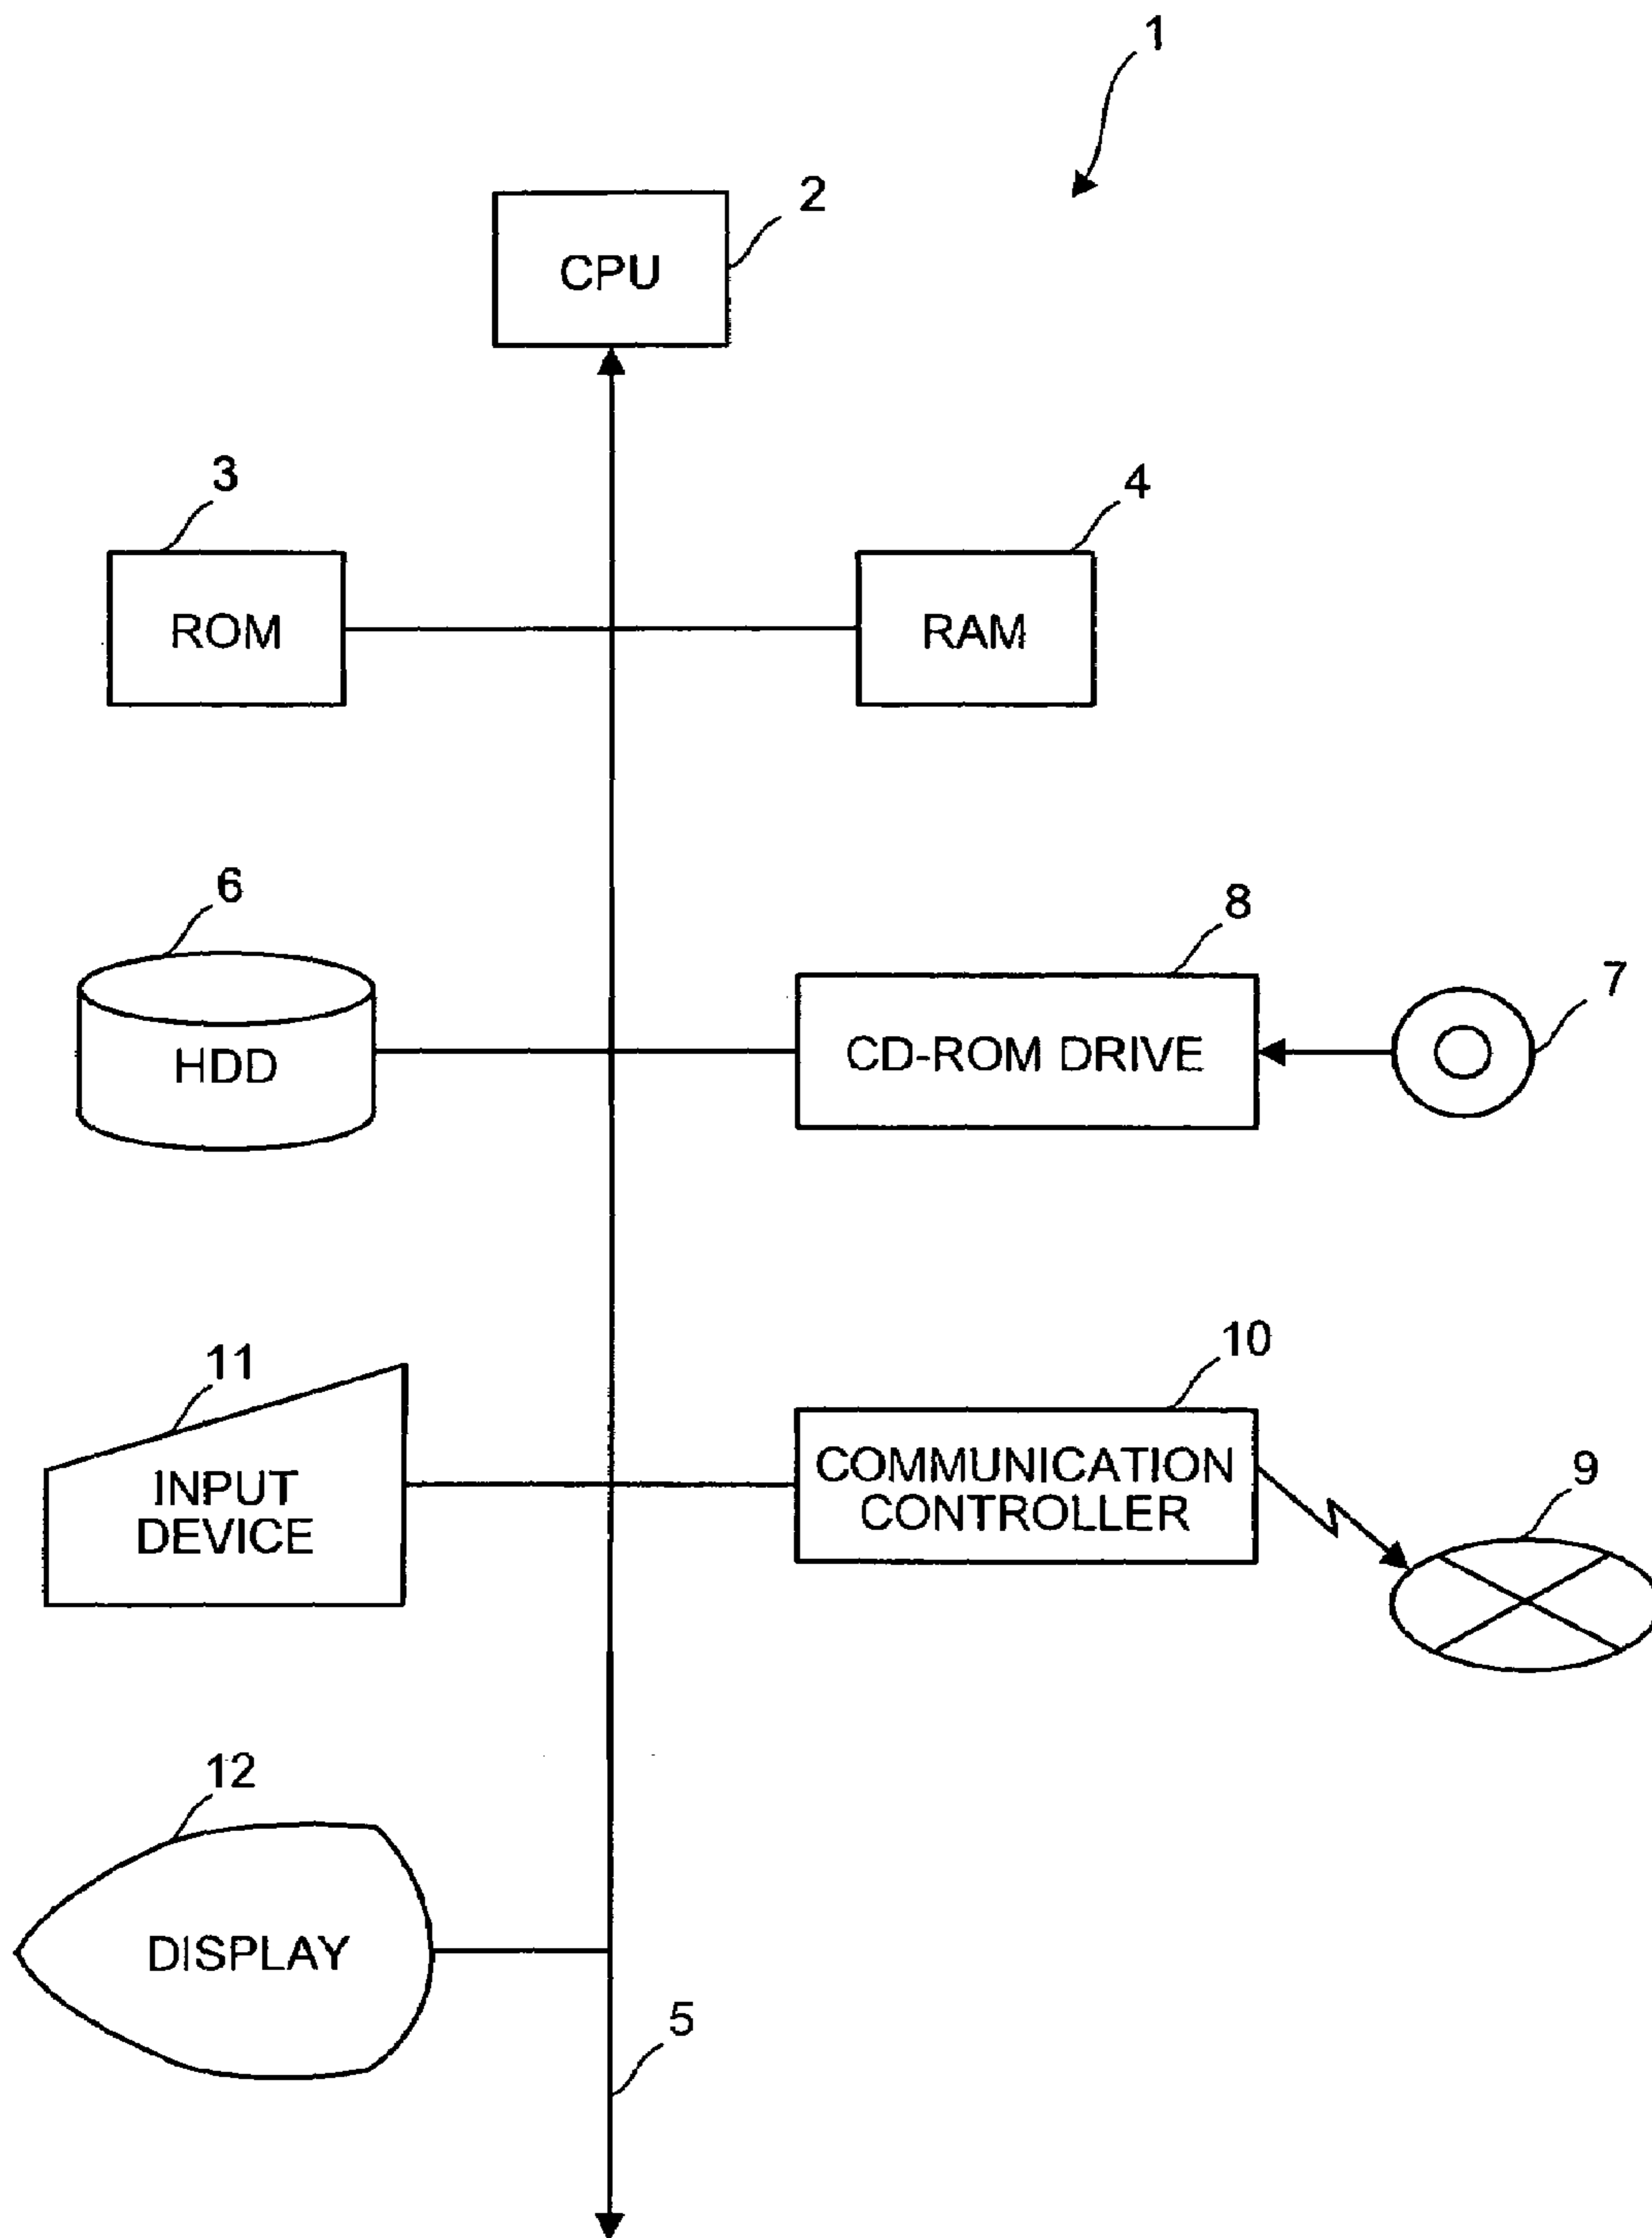 1
2
CPU
3
4
ROM
RAM
6
8
7
HDD
CD-ROM DRIVE
11
10
9
INPUT
DEVICE
COMMUNICATION
CONTROLLER
12
DISPLAY
5